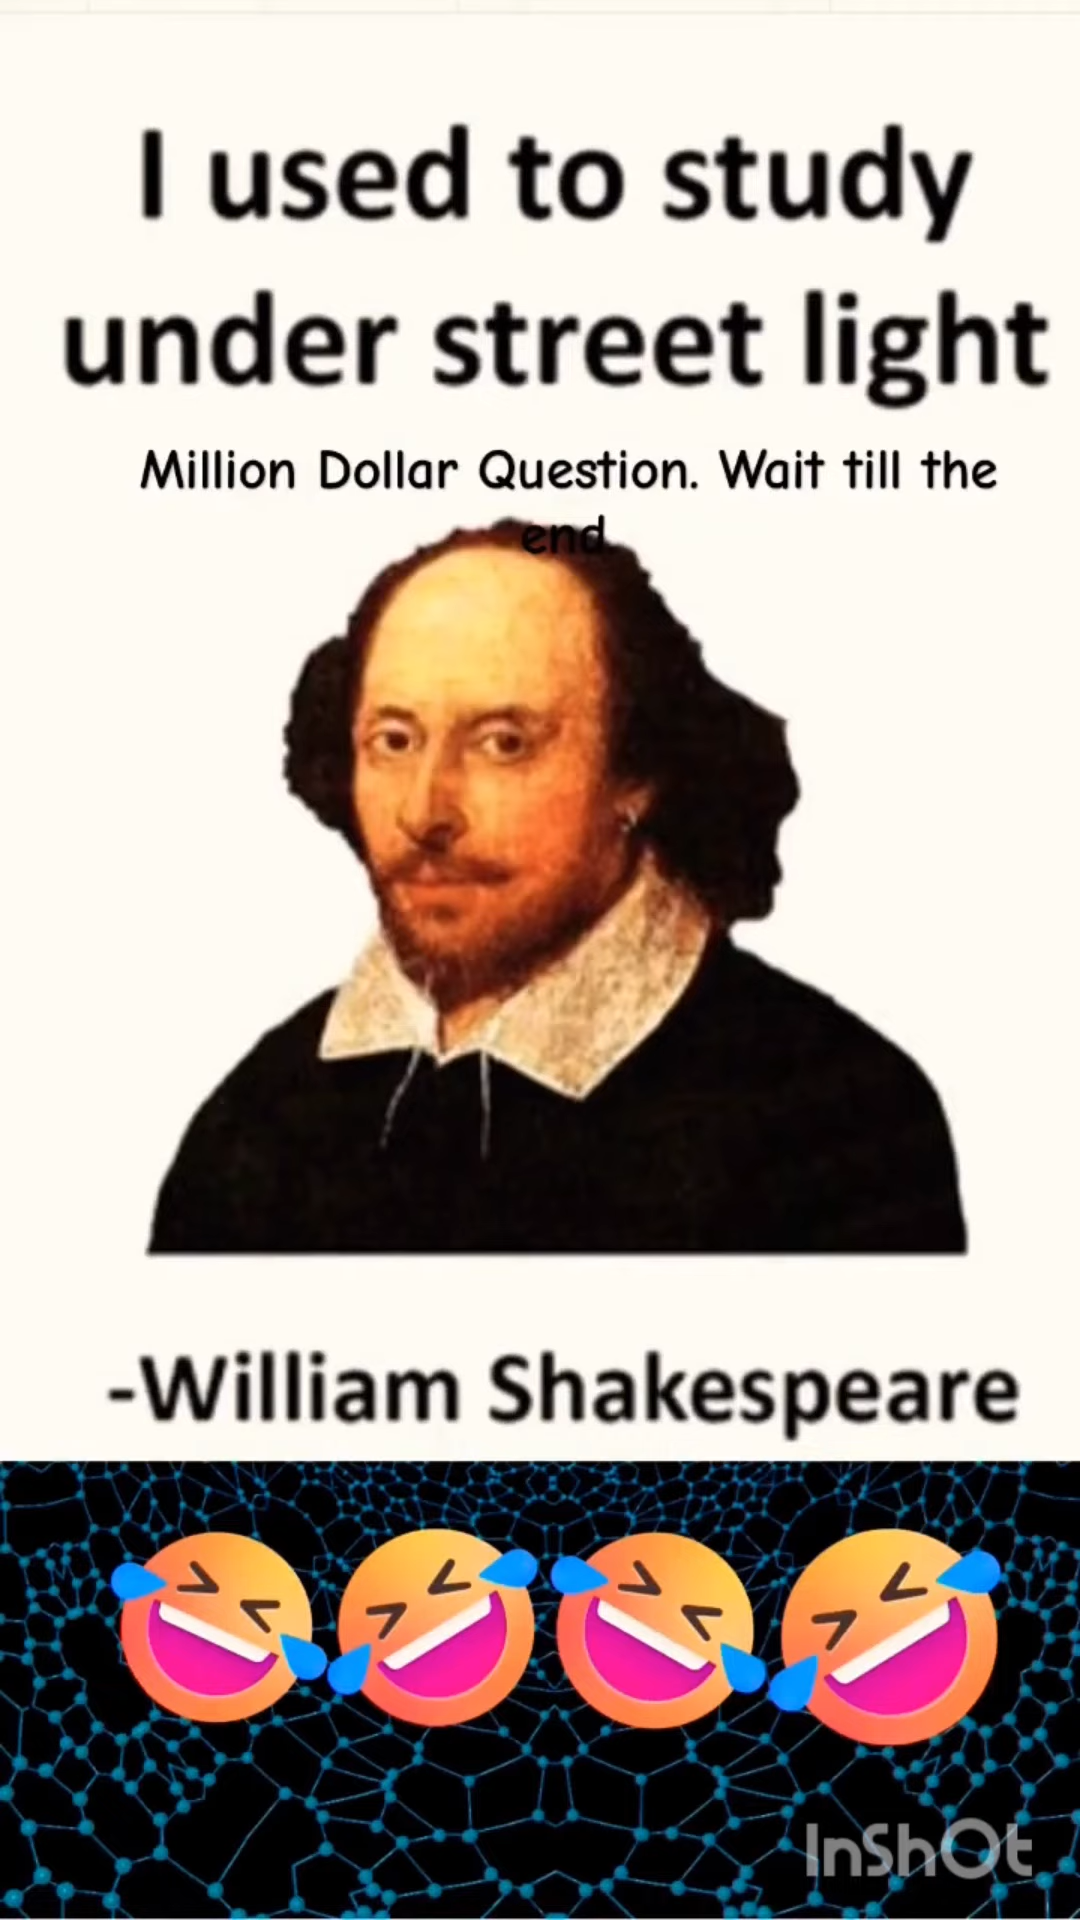 I used to study
under street light
Million Dollar Question. Wait till the
end.
-William Shakespeare
InShOt